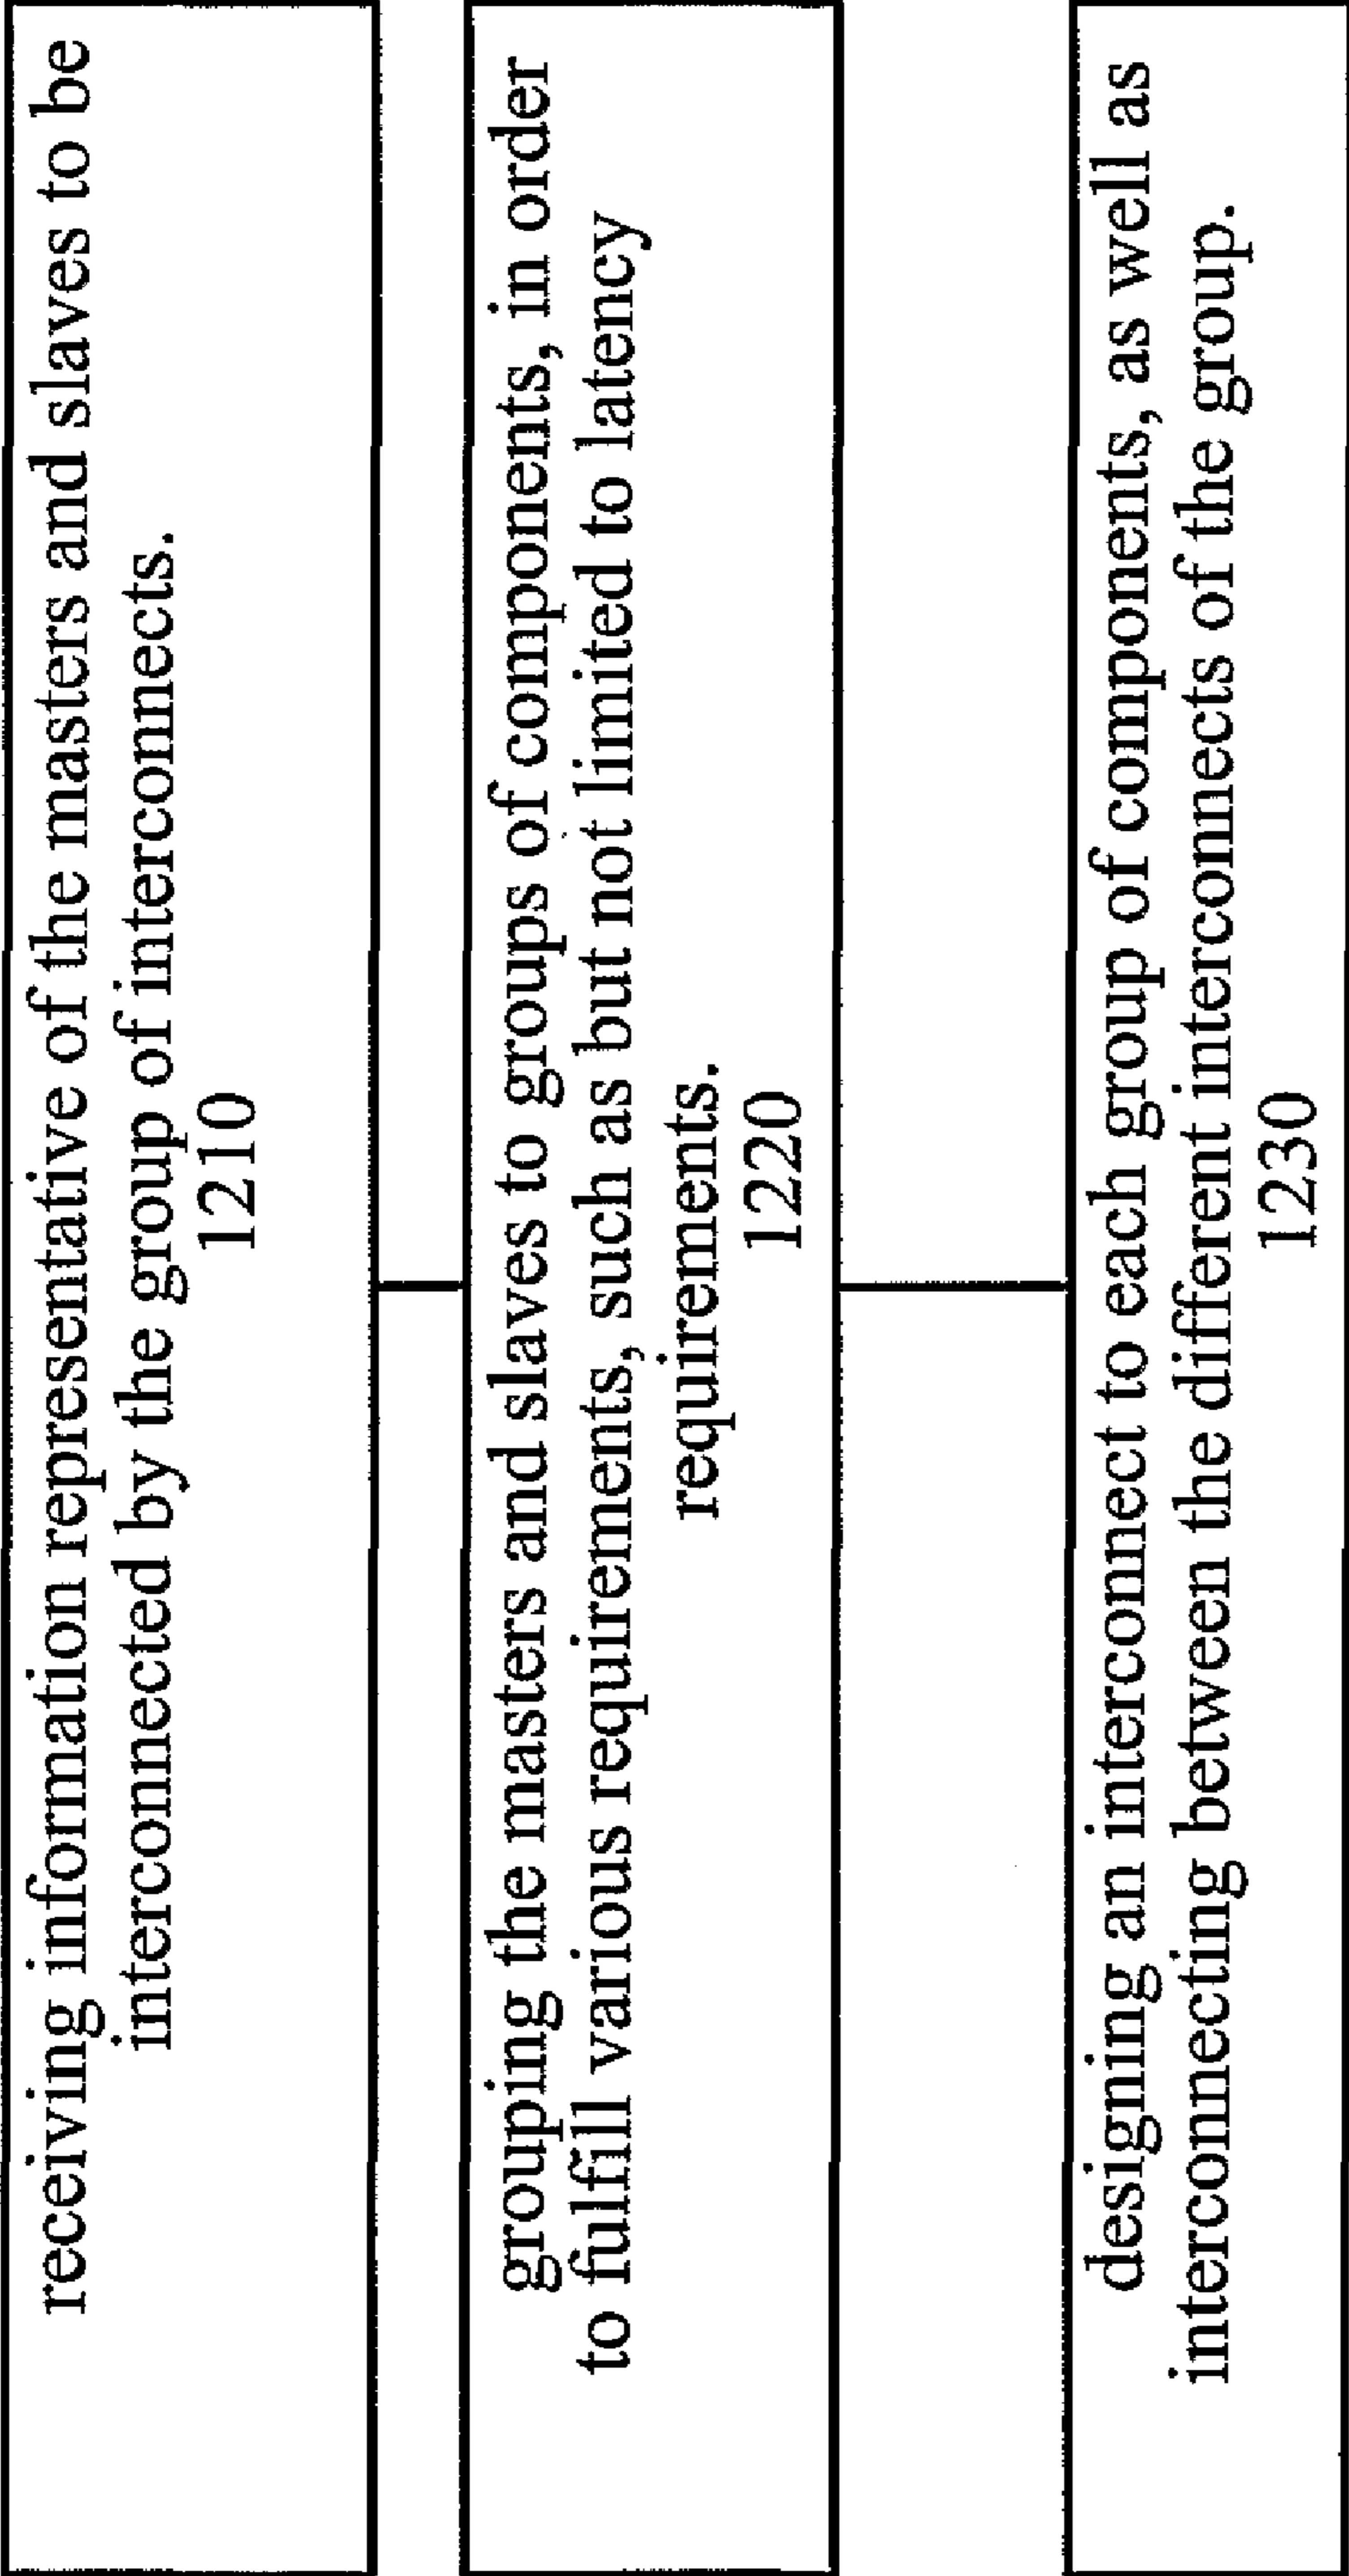 receiving information representative of the masters and slaves to be
interconnected by the group of interconnects.
1210
grouping the masters and slaves to groups of components, in order
to fulfill various requirements, such as but not limited to latency
requirements.
1220
designing an interconnect to each group of components, as well as
interconnecting between the different interconnects of the group.
1230